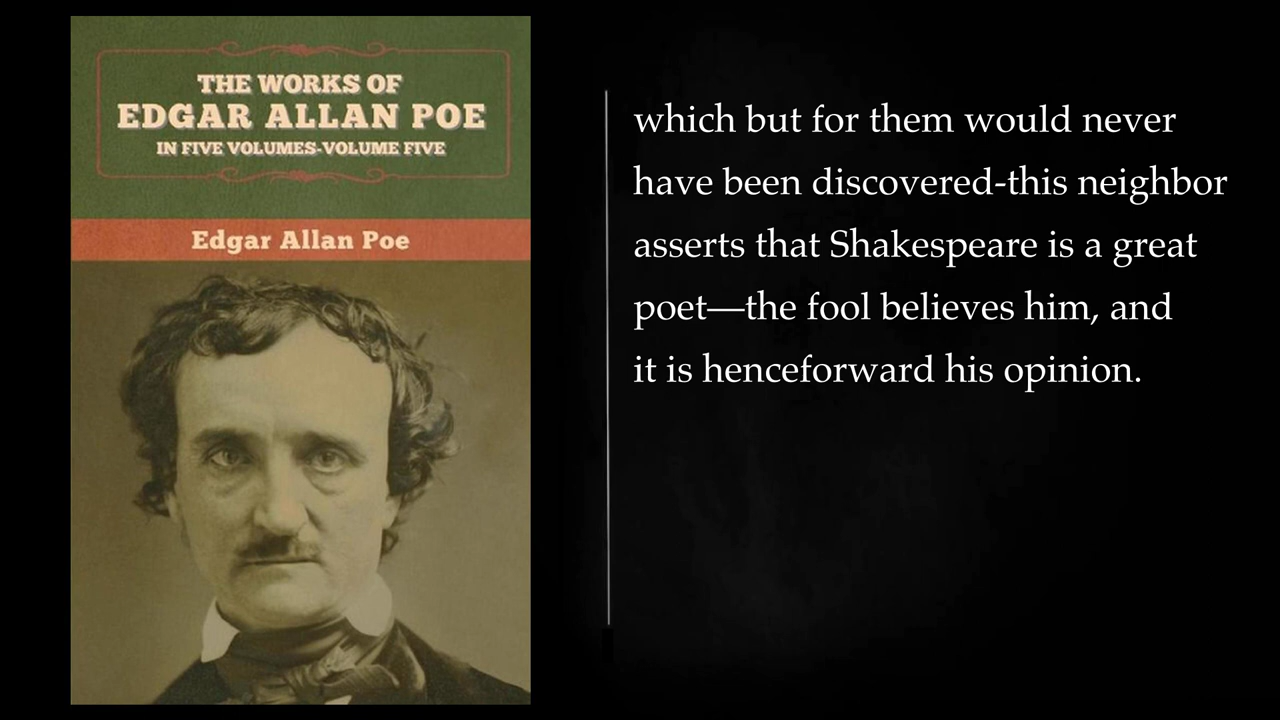 THE WORKS OF
EDGAR ALLAN POE
IN FIVE VOLUMES-VOLUME FIVE
Edgar Allan Poe
which but for them would never
have been discovered-this neighbor
asserts that Shakespeare is a great
poet—the fool believes him, and
it is henceforward his opinion.